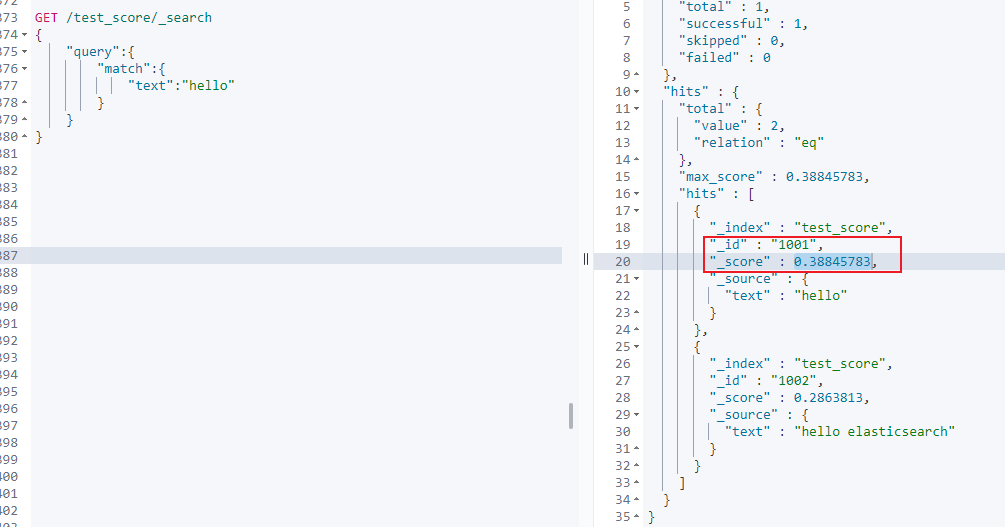 372
373 GET /test_score/_search
374 {
375 "query":{
376 "match":{
377 "text":"hello"
378 }
379 }
380 }
381
382
383
384
385
386
387
388
389
390
391
392
393
394
395
396
397
398
399
400
401
402
5 "total" : 1,
6 "successful" : 1,
7 "skipped" : 0,
8 "failed" : 0
9 },
10 "hits" : {
11 "total" : {
12 "value" : 2,
13 "relation" : "eq"
14 },
15 "max_score" : 0.38845783,
16 "hits" : [
17 {
18 "_index" : "test_score",
19 "_id" : "1001",
20 "_score" : 0.38845783,
21 "_source" : {
22 "text" : "hello"
23 }
24 },
25 {
26 "_index" : "test_score",
27 "_id" : "1002",
28 "_score" : 0.2863813,
29 "_source" : {
30 "text" : "hello elasticsearch"
31 }
32 }
33 ]
34 }
35 }